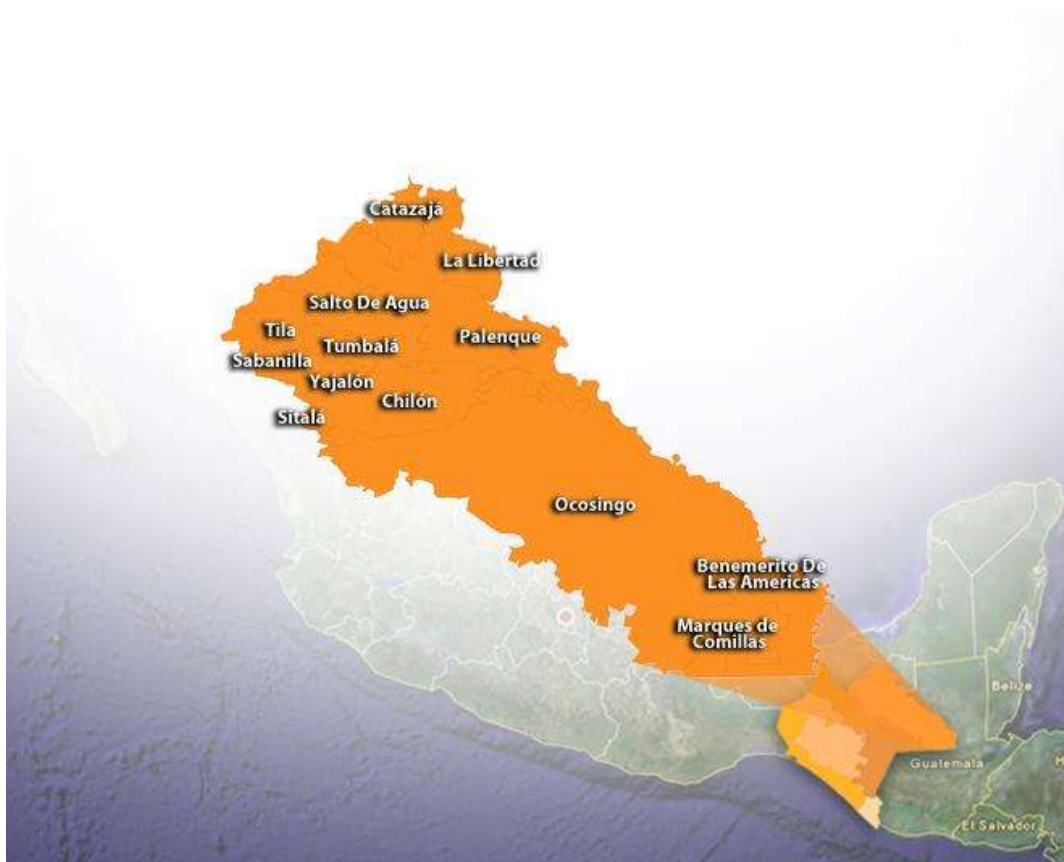 Catazajá
La Libertad
Salto De Agua
Tila
Tumbalá
Palenque
Sabanilla
Yajalón
Chilón
Sitalá
Ocosingo
Benemerito De
Las Americas
Marques de
Comillas
Belize
Guatemala
H
El Salvador